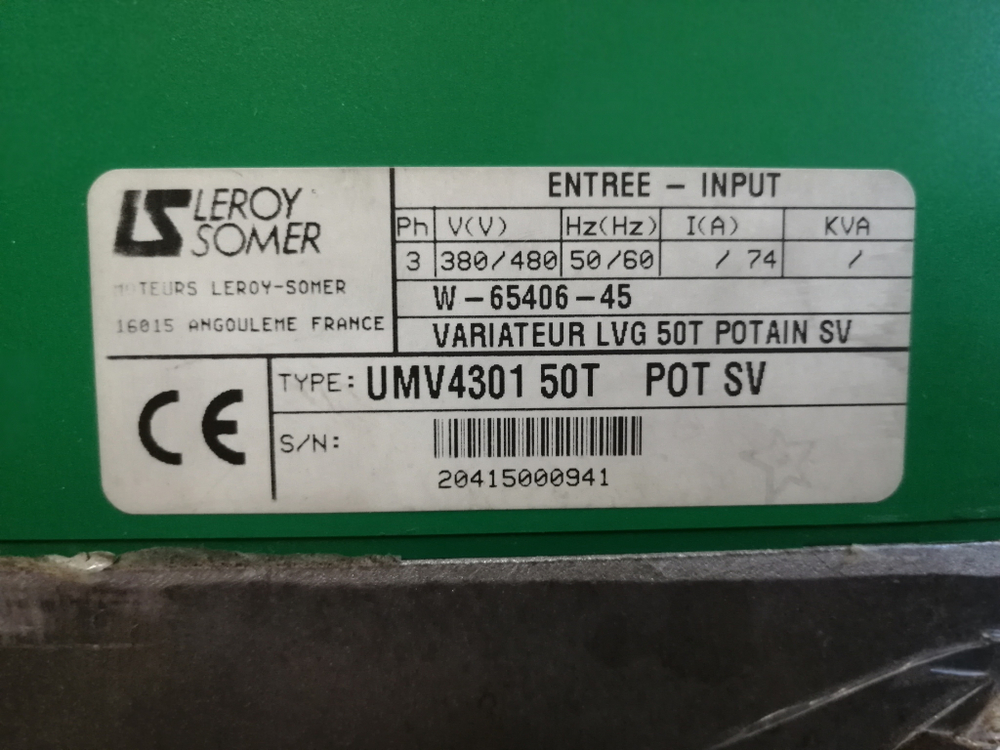 LS LEROY
SOMER
MOTEURS LEROY-SOMER
16015 ANGOULEME FRANCE
ENTREE - INPUT
Ph V(V) Hz(Hz) I(A) KVA
3 380/480 50/60 / 74 /
W-65406-45
VARIATEUR LVG 50T POTAIN SV
CE
TYPE: UMV4301 50T POT SV
S/N:
20415000941